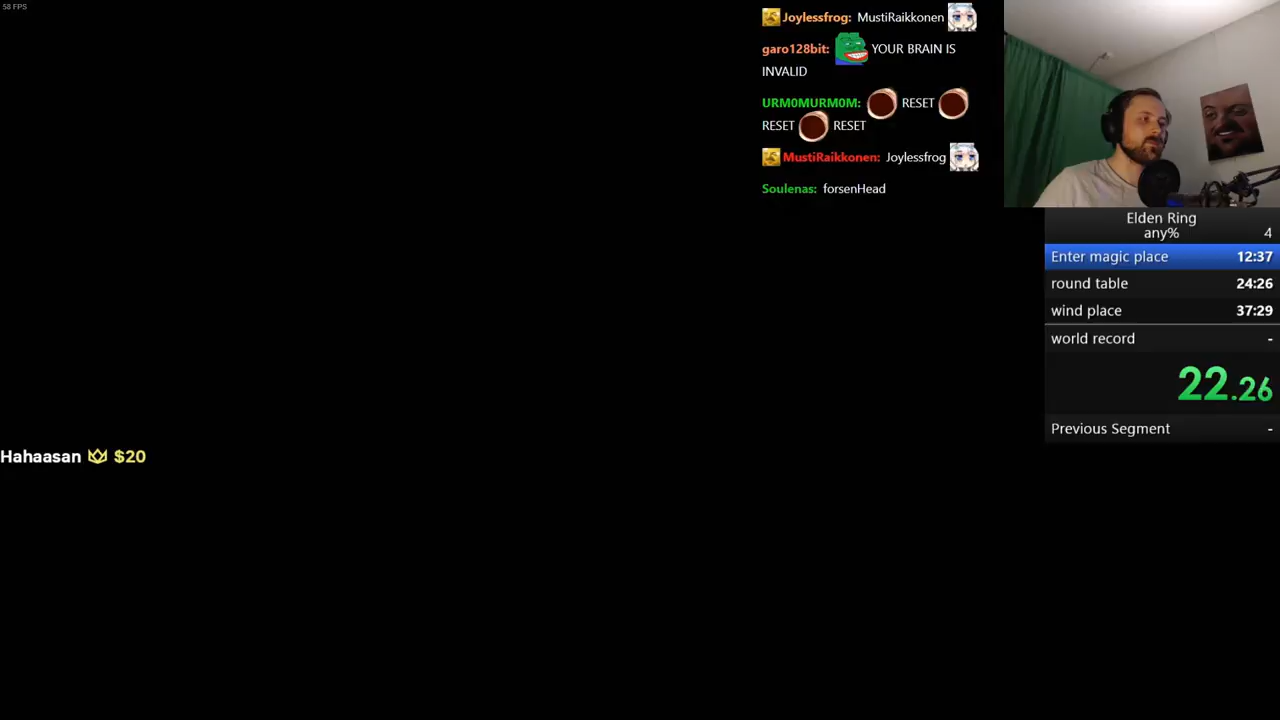 58 FPS
Joylessfrog: MustiRaikkonen
garo128bit: YOUR BRAIN IS
INVALID
URM0MURM0M: RESET
RESET RESET
MustiRaikkonen: Joylessfrog
Soulenas: forsenHead
Elden Ring
any% 4
Enter magic place 12:37
round table 24:26
wind place 37:29
world record -
22.26
Previous Segment -
Hahaasan $20